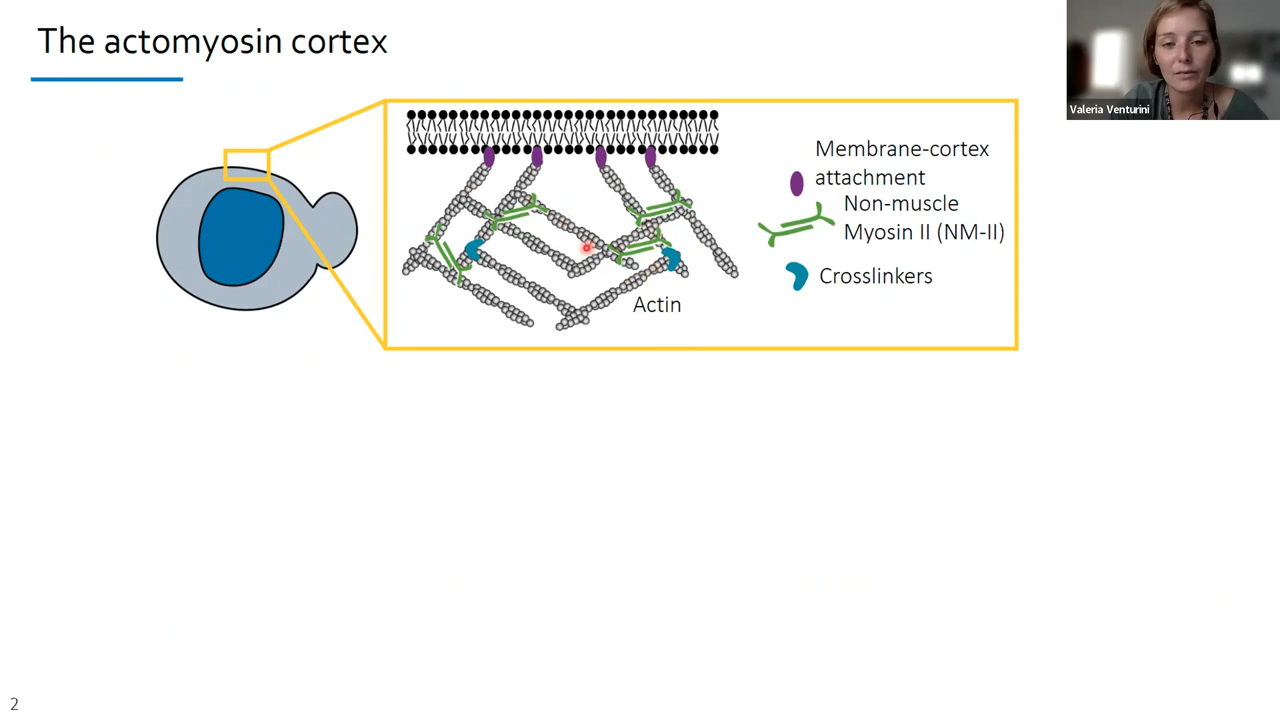 The actomyosin cortex
Valeria Venturini
Membrane-cortex
attachment
Non-muscle
Myosin II (NM-II)
Crosslinkers
Actin
2